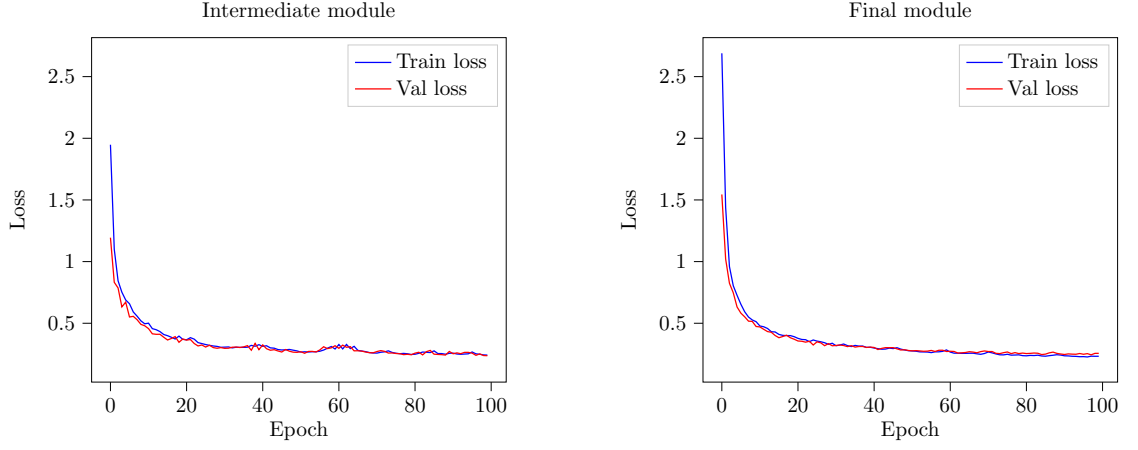 Intermediate module
2.5
2
1.5
1
0.5
Loss
0 20 40 60 80 100
Epoch
Train loss
Val loss
Final module
2.5
2
1.5
1
0.5
Loss
0 20 40 60 80 100
Epoch
Train loss
Val loss